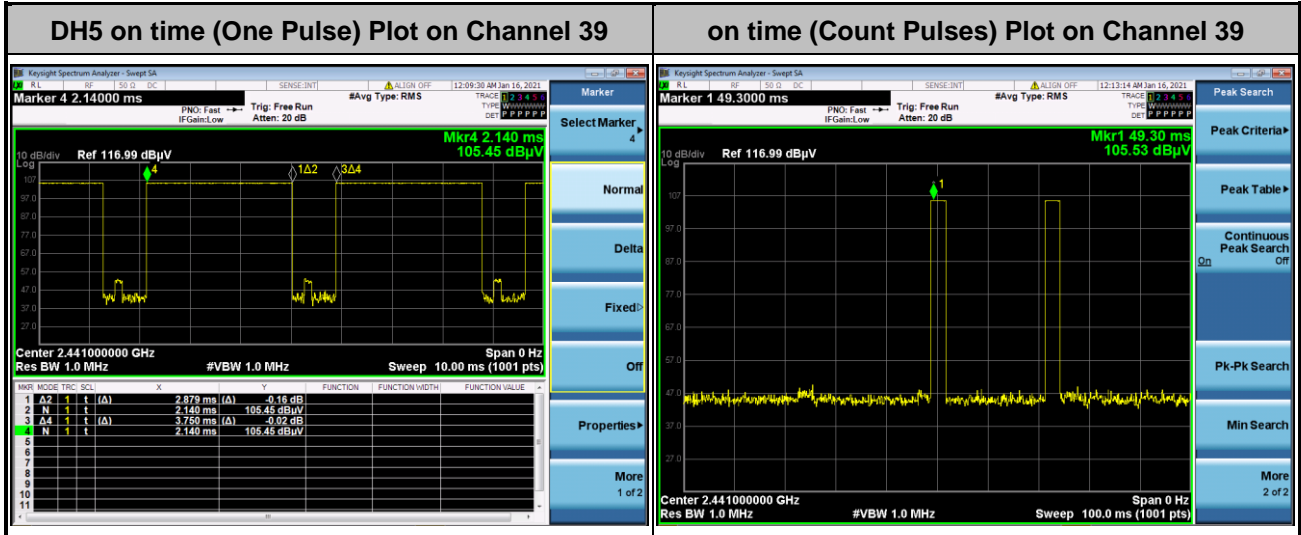 DH5 on time (One Pulse) Plot on Channel 39
on time (Count Pulses) Plot on Channel 39
Keysight Spectrum Analyzer - Swept SA
RL RF 50 Ω DC SENSE:INT ALIGN OFF 12:09:30 AM Jan 16, 2021
Marker 4 2.14000 ms
PNO: Fast
IFGain:Low
Trig: Free Run
Atten: 20 dB
#Avg Type: RMS
TRACE 1 2 3 4 5 6
TYPE
DET P P P P P P
Mkr4 2.140 ms
105.45 dBµV
10 dB/div
Log
Ref 116.99 dBµV
4
1Δ2
3Δ4
107
97.0
87.0
77.0
67.0
57.0
47.0
37.0
27.0
Center 2.441000000 GHz
Span 0 Hz
Res BW 1.0 MHz
#VBW 1.0 MHz
Sweep 10.00 ms (1001 pts)
MKR MODE TRC SCL X Y FUNCTION FUNCTION WIDTH FUNCTION VALUE
1 Δ2 1 t (Δ) 2.879 ms (Δ) -0.16 dB
2 N 1 t 2.140 ms 105.45 dBµV
3 Δ4 1 t (Δ) 3.750 ms (Δ) -0.02 dB
4 N 1 t 2.140 ms 105.45 dBµV
5
6
7
8
9
10
11
Marker
Select Marker
4
Normal
Delta
Fixed
Off
Properties
More
1 of 2
Keysight Spectrum Analyzer - Swept SA
RL RF 50 Ω DC SENSE:INT ALIGN OFF 12:13:14 AM Jan 16, 2021
Marker 1 49.3000 ms
PNO: Fast
IFGain:Low
Trig: Free Run
Atten: 20 dB
#Avg Type: RMS
TRACE 1 2 3 4 5 6
TYPE
DET P P P P P P
Mkr1 49.30 ms
105.53 dBµV
10 dB/div
Log
Ref 116.99 dBµV
1
107
97.0
87.0
77.0
67.0
57.0
47.0
37.0
27.0
Center 2.441000000 GHz
Span 0 Hz
Res BW 1.0 MHz
#VBW 1.0 MHz
Sweep 100.0 ms (1001 pts)
Peak Search
Peak Criteria
Peak Table
Continuous
Peak Search
On Off
Pk-Pk Search
Min Search
More
2 of 2